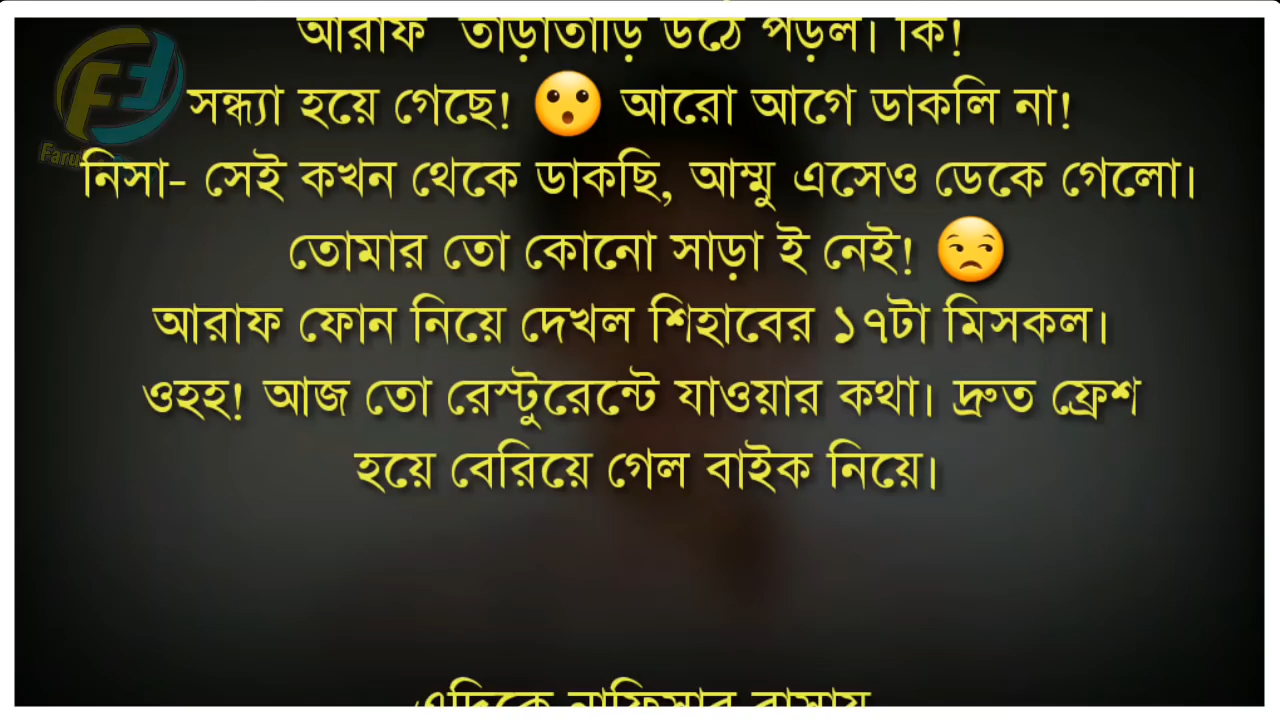 আরাফ তাড়াতাড়ি উঠে পড়ল। কি!
সন্ধ্যা হয়ে গেছে! 😮 আরো আগে ডাকলি না!
নিসা- সেই কখন থেকে ডাকছি, আম্মু এসেও ডেকে গেলো।
তোমার তো কোনো সাড়া ই নেই! 😒
আরাফ ফোন নিয়ে দেখল শিহাবের ১৭টা মিসকল।
ওহহ! আজ তো রেস্টুরেন্টে যাওয়ার কথা। দ্রুত ফ্রেশ
হয়ে বেরিয়ে গেল বাইক নিয়ে।
এদিকে নাফিসার বাসায়